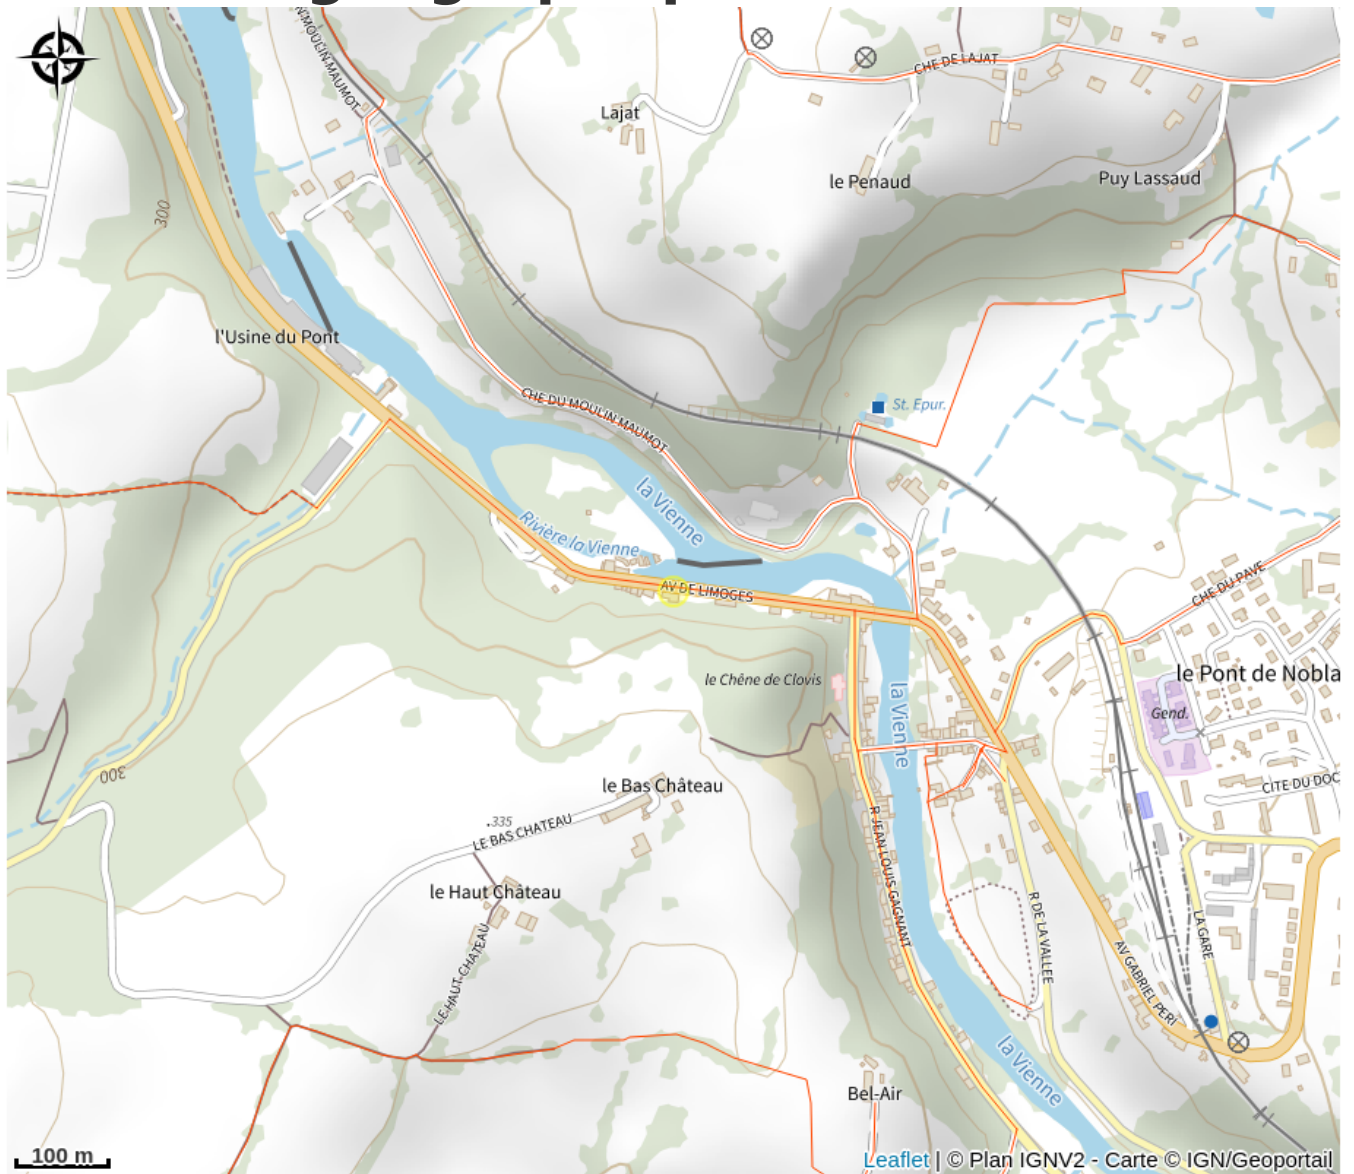 N MOULIN MAUMOT
CHE DE LAJAT
Lajat
le Penaud
Puy Lassaud
300
l'Usine du Pont
CHE DU MOULIN MAUMOT
St. Epur.
la Vienne
Rivière la Vienne
AV DE LIMOGES
CHE DU PAVE
le Chêne de Clovis
la Vienne
le Pont de Nobla
Gend.
300
le Bas Château
CITE DU DOC
.335
LE BAS CHATEAU
R JEAN LOUIS GAGNANT
le Haut Château
R DE LA VALLEE
LA GARE
LE HAUT-CHATEAU
AV GABRIEL PERI
la Vienne
Bel-Air
100 m
Leaflet | © Plan IGNV2 - Carte © IGN/Geoportail